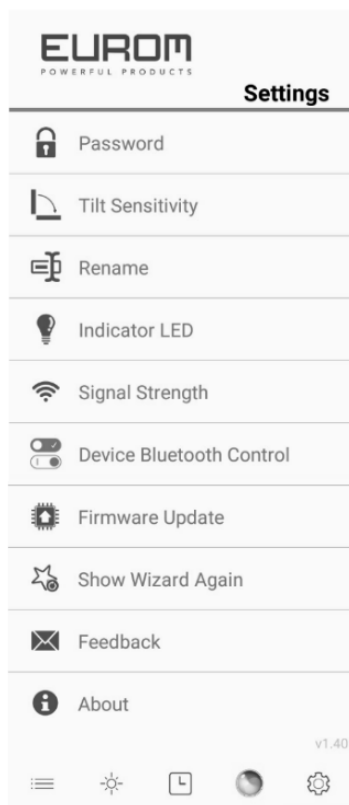 EUROM
POWERFUL PRODUCTS
Settings
Password
Tilt Sensitivity
Rename
Indicator LED
Signal Strength
Device Bluetooth Control
Firmware Update
Show Wizard Again
Feedback
About
v1.40